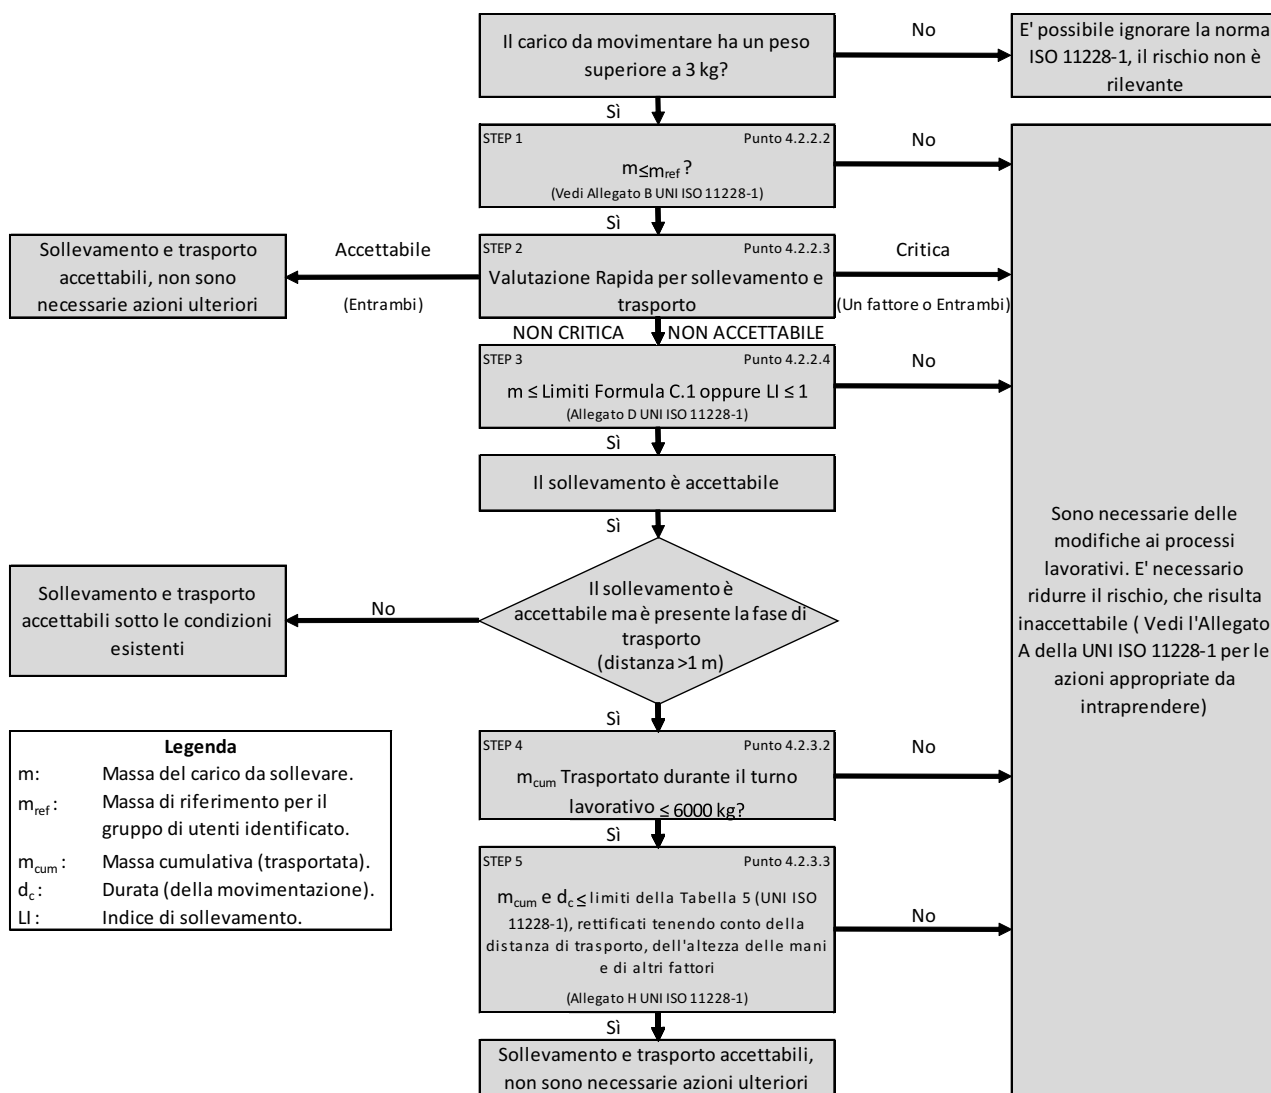 Il carico da movimentare ha un peso
superiore a 3 kg?
No
E' possibile ignorare la norma
ISO 11228-1, il rischio non è
rilevante
Sì
STEP 1 Punto 4.2.2.2
m≤mref ?
(Vedi Allegato B UNI ISO 11228-1)
No
Sì
Sollevamento e trasporto
accettabili, non sono
necessarie azioni ulteriori
Accettabile
(Entrambi)
STEP 2 Punto 4.2.2.3
Valutazione Rapida per sollevamento e
trasporto
Critica
(Un fattore o Entrambi)
NON CRITICA NON ACCETTABILE
STEP 3 Punto 4.2.2.4
m ≤ Limiti Formula C.1 oppure LI ≤ 1
(Allegato D UNI ISO 11228-1)
No
Sì
Il sollevamento è accettabile
Sì
Il sollevamento è
accettabile ma è presente la fase di
trasporto
(distanza >1 m)
No
Sollevamento e trasporto
accettabili sotto le condizioni
esistenti
Sono necessarie delle
modifiche ai processi
lavorativi. E' necessario
ridurre il rischio, che risulta
inaccettabile ( Vedi l'Allegato
A della UNI ISO 11228-1 per le
azioni appropriate da
intraprendere)
Sì
STEP 4 Punto 4.2.3.2
mcum Trasportato durante il turno
lavorativo ≤ 6000 kg?
No
Sì
STEP 5 Punto 4.2.3.3
mcum e dc ≤ limiti della Tabella 5 (UNI ISO
11228-1), rettificati tenendo conto della
distanza di trasporto, dell'altezza delle mani
e di altri fattori
(Allegato H UNI ISO 11228-1)
No
Sì
Sollevamento e trasporto accettabili,
non sono necessarie azioni ulteriori
Legenda
m: Massa del carico da sollevare.
mref : Massa di riferimento per il
gruppo di utenti identificato.
mcum : Massa cumulativa (trasportata).
dc : Durata (della movimentazione).
LI : Indice di sollevamento.